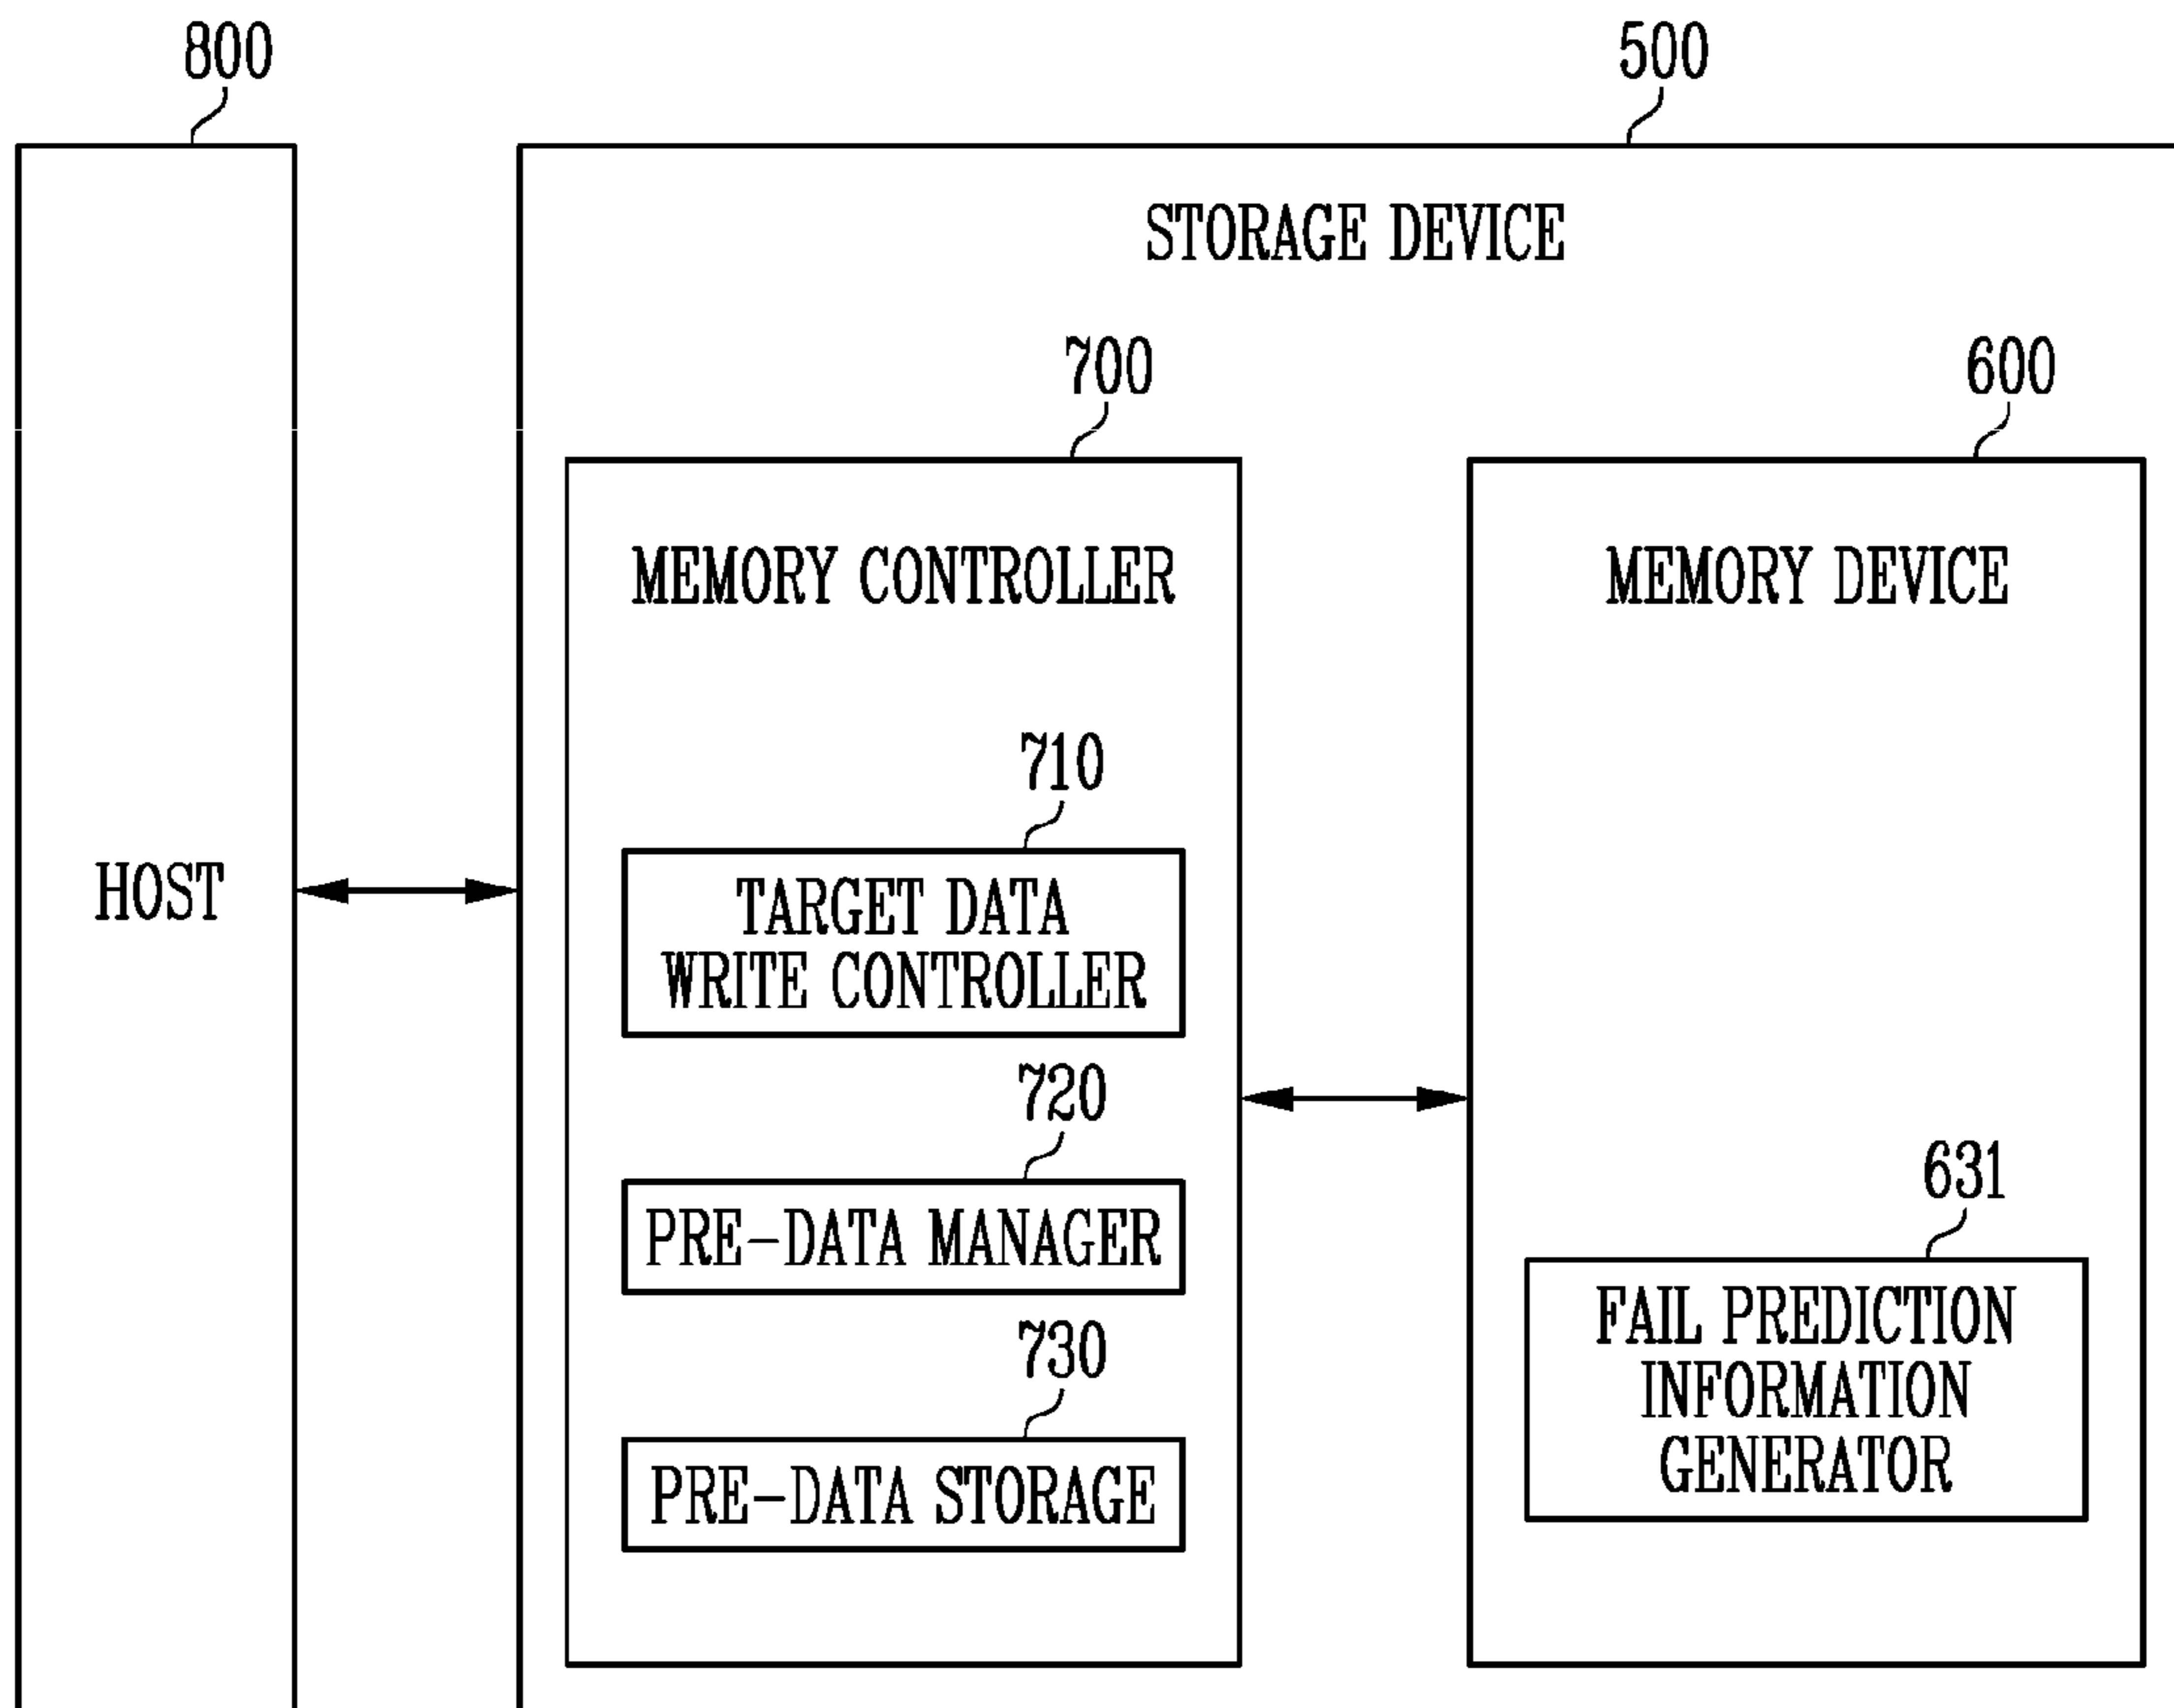 800
500
STORAGE DEVICE
700
600
MEMORY CONTROLLER
MEMORY DEVICE
710
TARGET DATA
WRITE CONTROLLER
HOST
720
PRE-DATA MANAGER
631
FAIL PREDICTION
INFORMATION
GENERATOR
730
PRE-DATA STORAGE